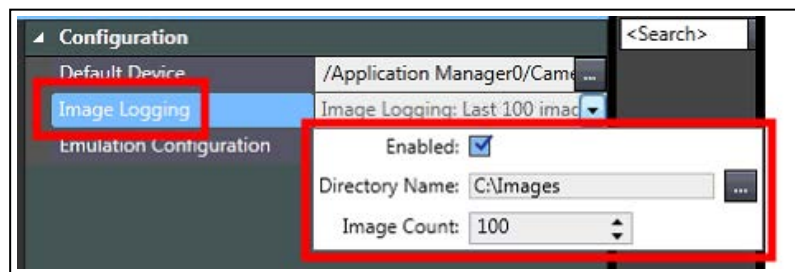 Configuration
<Search>
Default Device /Application Manager0/Came ...
Image Logging Image Logging: Last 100 imag
Emulation Configuration Enabled:
Directory Name: C:\Images ...
Image Count: 100